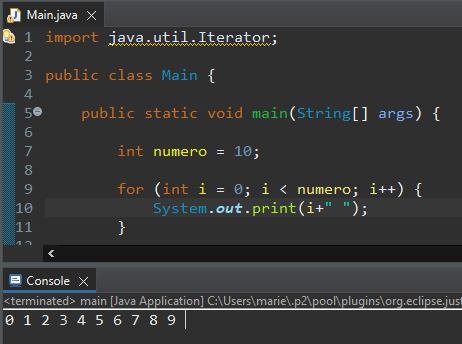 Main.java
1 import java.util.Iterator;
2
3 public class Main {
4
5 public static void main(String[] args) {
6
7 int numero = 10;
8
9 for (int i = 0; i < numero; i++) {
10 System.out.print(i+" ");
11 }
Console
<terminated> main [Java Application] C:\Users\marie\.p2\pool\plugins\org.eclipse.just
0 1 2 3 4 5 6 7 8 9